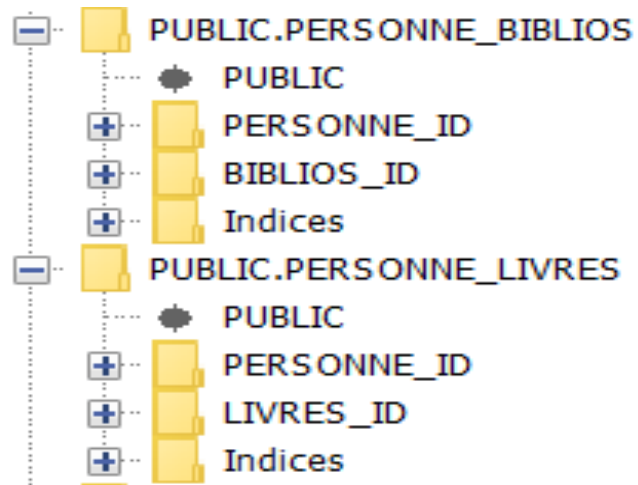 PUBLIC.PERSONNE_BIBLIOS
PUBLIC
PERSONNE_ID
BIBLIOS_ID
Indices
PUBLIC.PERSONNE_LIVRES
PUBLIC
PERSONNE_ID
LIVRES_ID
Indices